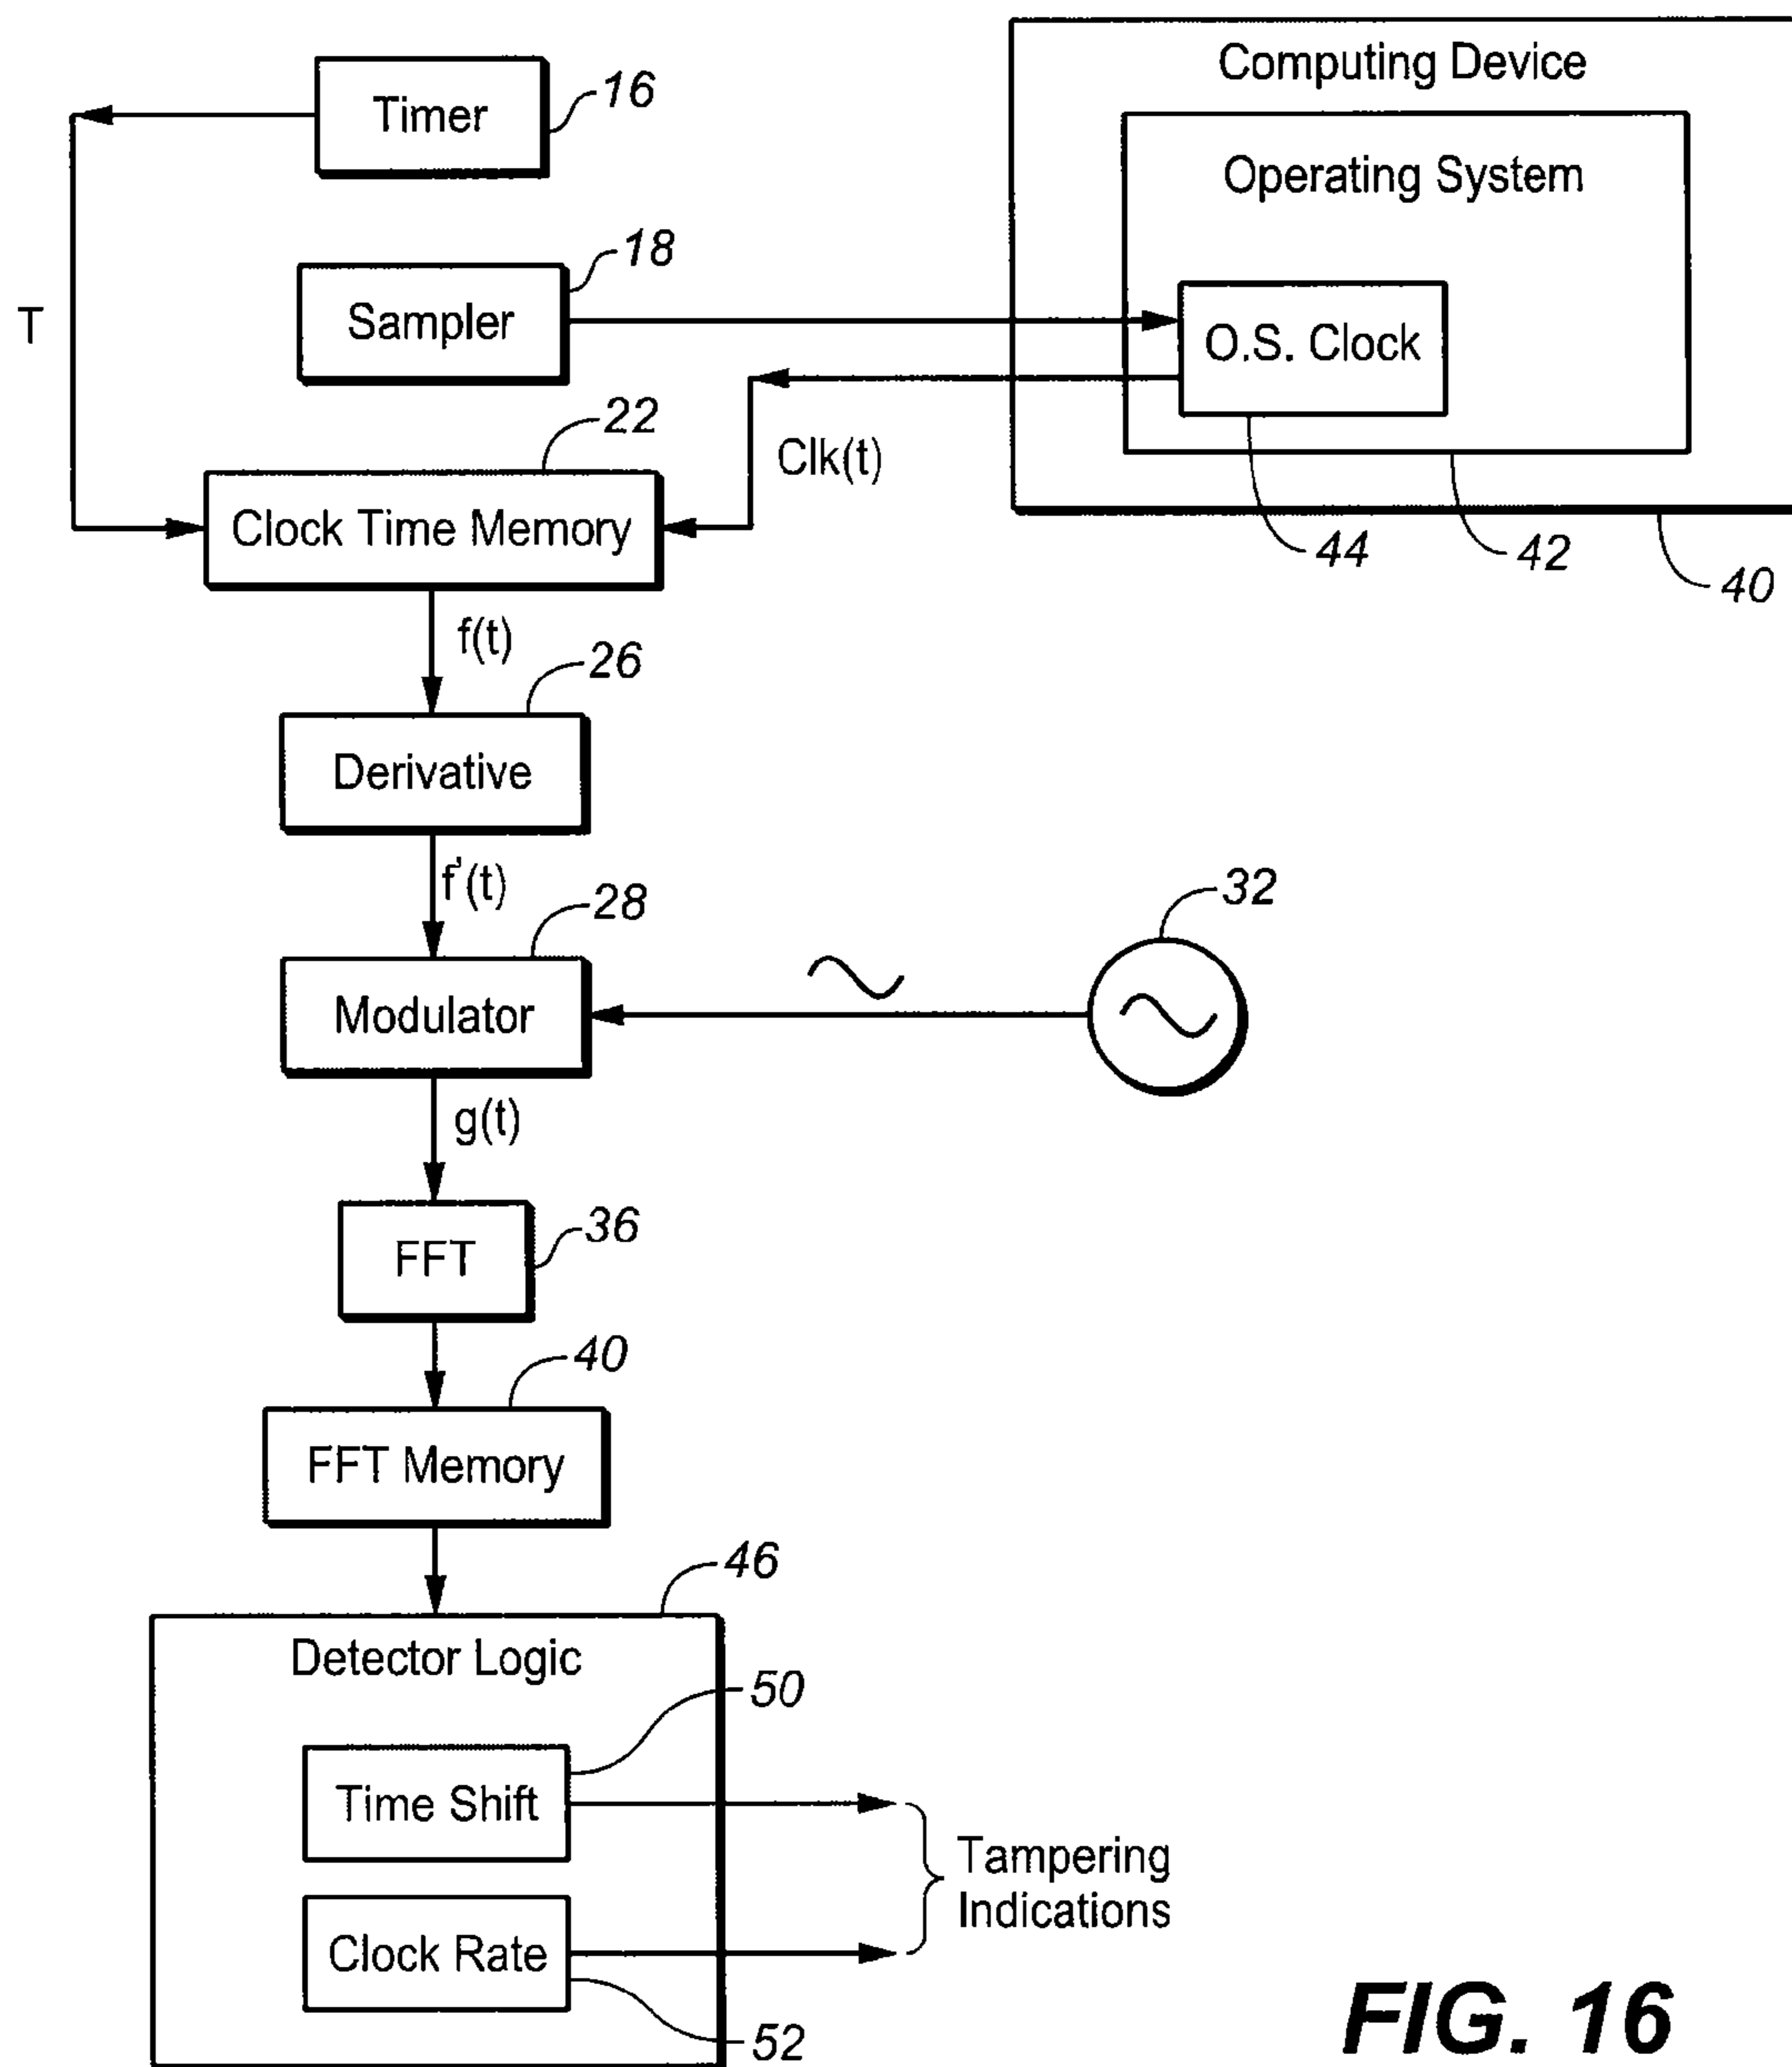 Computing Device
Timer
16
Operating System
Sampler
18
T
O.S. Clock
22
Clk(t)
Clock Time Memory
44
42
40
f(t)
26
Derivative
f'(t)
28
32
Modulator
g(t)
FFT
36
40
FFT Memory
46
Detector Logic
50
Time Shift
Tampering
Indications
Clock Rate
52
FIG. 16